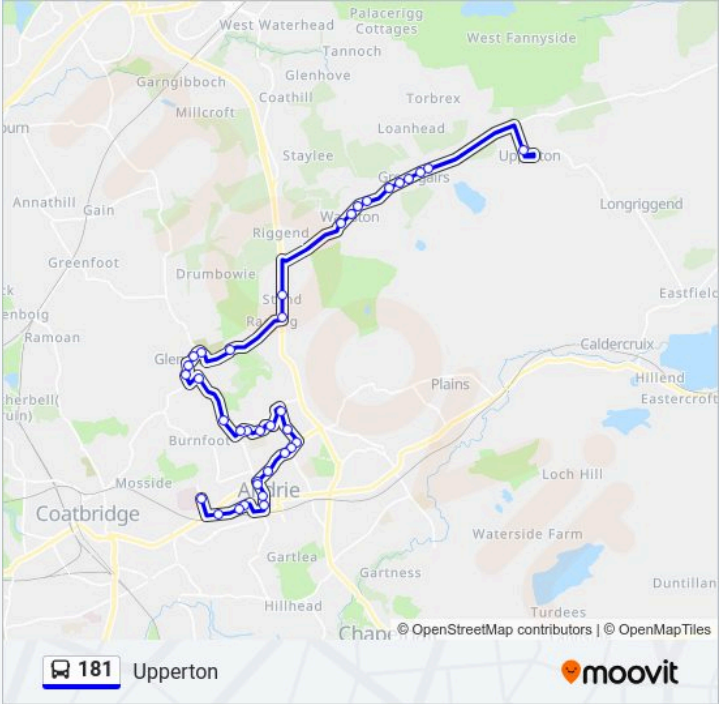 Palacerigg
Cottages
West Waterhead
West Fannyside
Tannoch
Glenhove
Garngibboch
Coathill
Torbrex
Millcroft
Loanhead
Staylee
Annathill
Gain
Longriggend
Riggend
Greenfoot
Drumbowie
Eastfield
Ramoan
Caldercruix
Plains
Hillend
Eastercroft
Burnfoot
Loch Hill
Mosside
Coatbridge
Waterside Farm
Gartlea
Gartness
Hillhead
Turdees
© OpenStreetMap contributors | © OpenMapTiles
181 Upperton
moovit